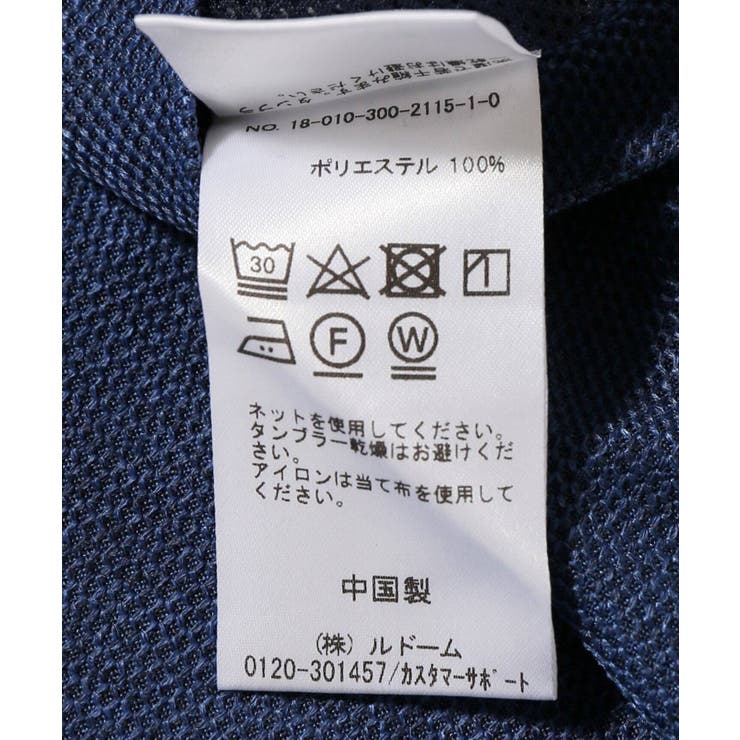 NO. 18-010-300-2115-1-0
ポリエステル 100%
30
F
W
ネットを使用してください。
タンブラー乾燥はお避けくだ
さい。
アイロンは当て布を使用して
ください。
中国製
(株) ルドーム
0120-301457/カスタマーサポート